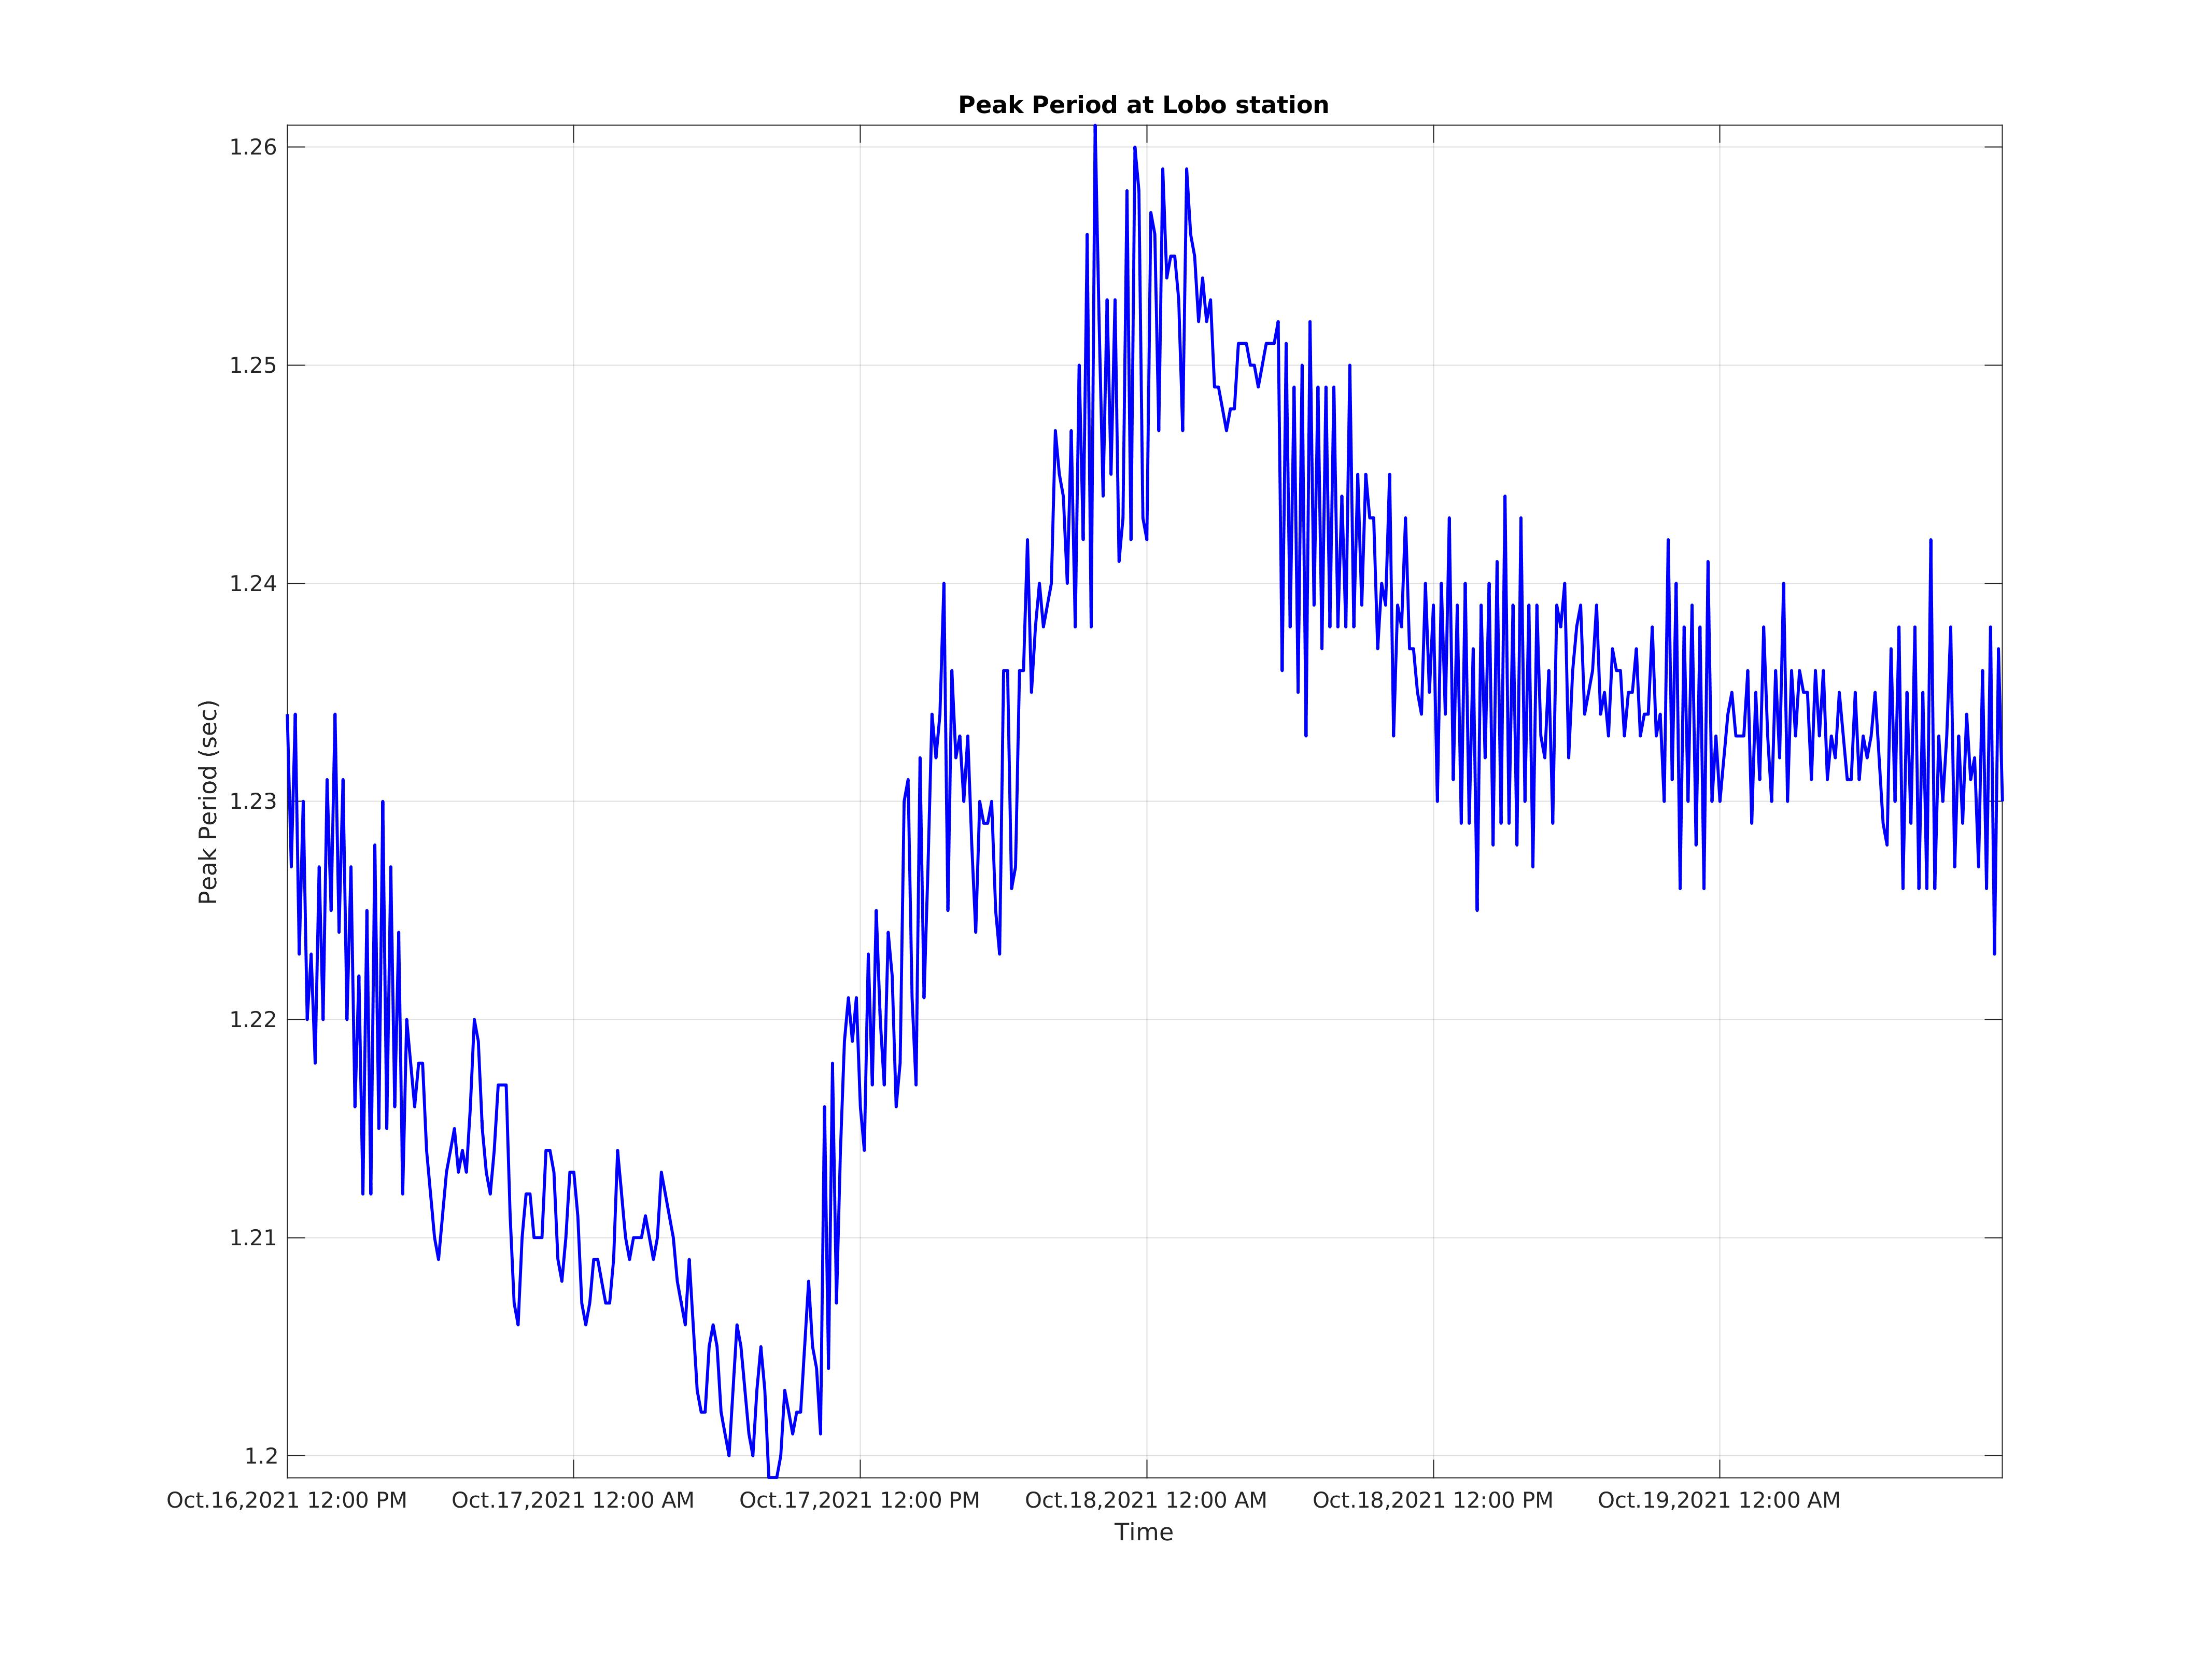 Peak Period at Lobo station
1.26
1.25
1.24
1.23
1.22
1.21
1.2
Peak Period (sec)
Oct.16,2021 12:00 PM
Oct.17,2021 12:00 AM
Oct.17,2021 12:00 PM
Oct.18,2021 12:00 AM
Oct.18,2021 12:00 PM
Oct.19,2021 12:00 AM
Time